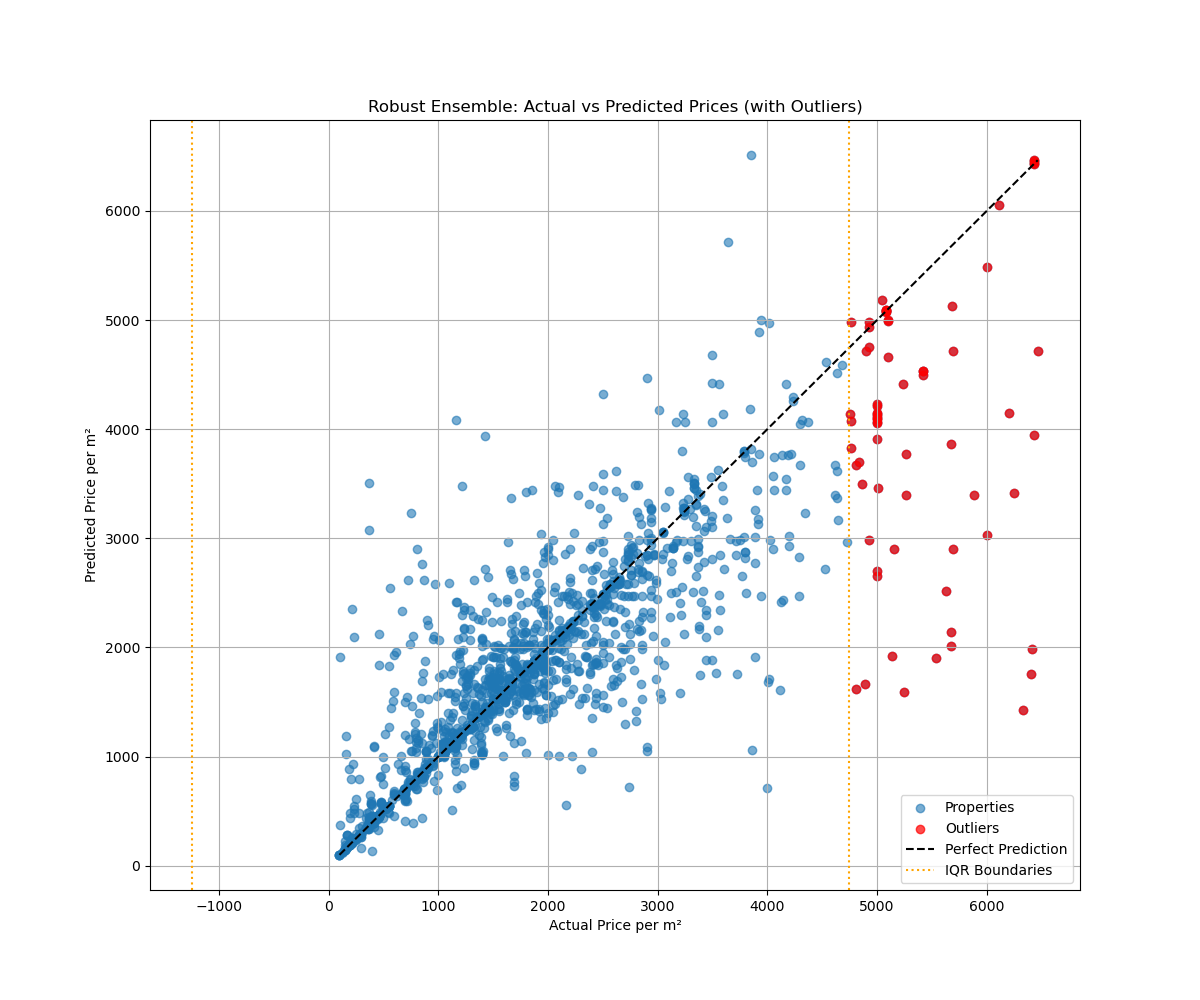 Robust Ensemble: Actual vs Predicted Prices (with Outliers)
Predicted Price per m²
6000
5000
4000
3000
2000
1000
0
−1000
0
1000
2000
3000
4000
5000
6000
Actual Price per m²
Properties
Outliers
Perfect Prediction
IQR Boundaries